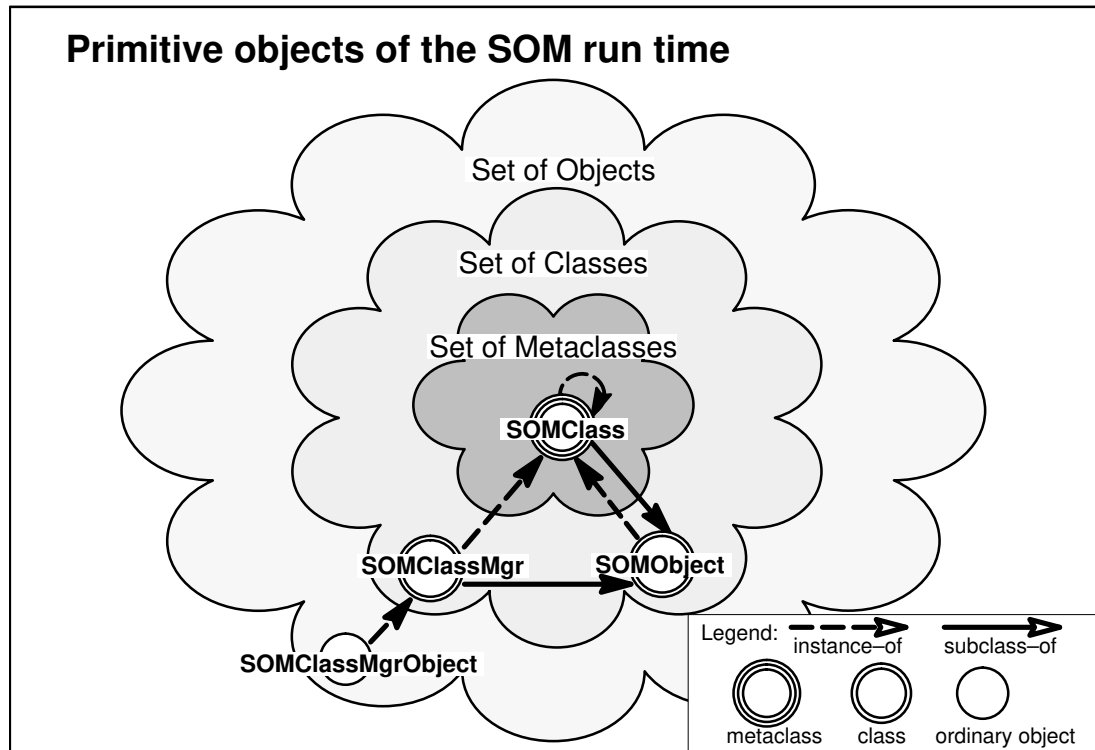 Primitive objects of the SOM run time
Set of Objects
Set of Classes
Set of Metaclasses
SOMClass
SOMClassMgr
SOMObject
SOMClassMgrObject
Legend:
instance–of
subclass–of
metaclass
class
ordinary object